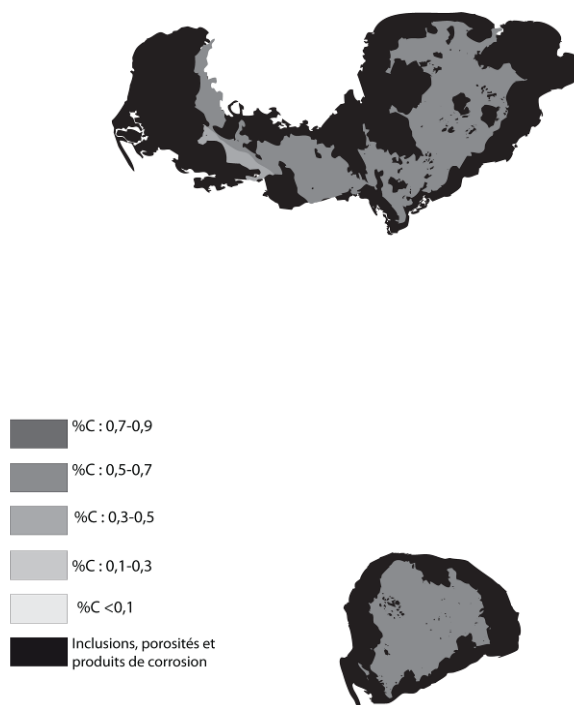 %C : 0,7-0,9
%C : 0,5-0,7
%C : 0,3-0,5
%C : 0,1-0,3
%C <0,1
Inclusions, porosités et
produits de corrosion